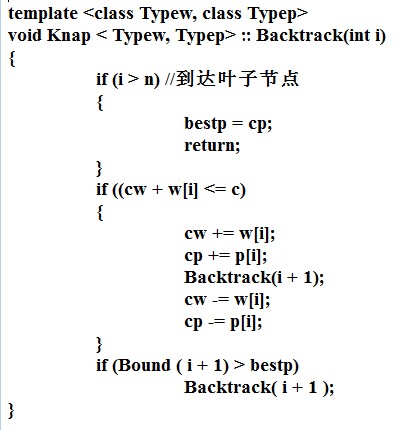 template <class Typew, class Typep>
void Knap < Typew, Typep> :: Backtrack(int i)
{
if (i > n) //到达叶子节点
{
bestp = cp;
return;
}
if ((cw + w[i] <= c)
{
cw += w[i];
cp += p[i];
Backtrack(i + 1);
cw -= w[i];
cp -= p[i];
}
if (Bound ( i + 1) > bestp)
Backtrack( i + 1 );
}